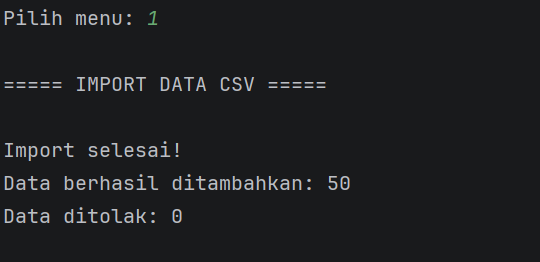 Pilih menu: 1
===== IMPORT DATA CSV =====
Import selesai!
Data berhasil ditambahkan: 50
Data ditolak: 0